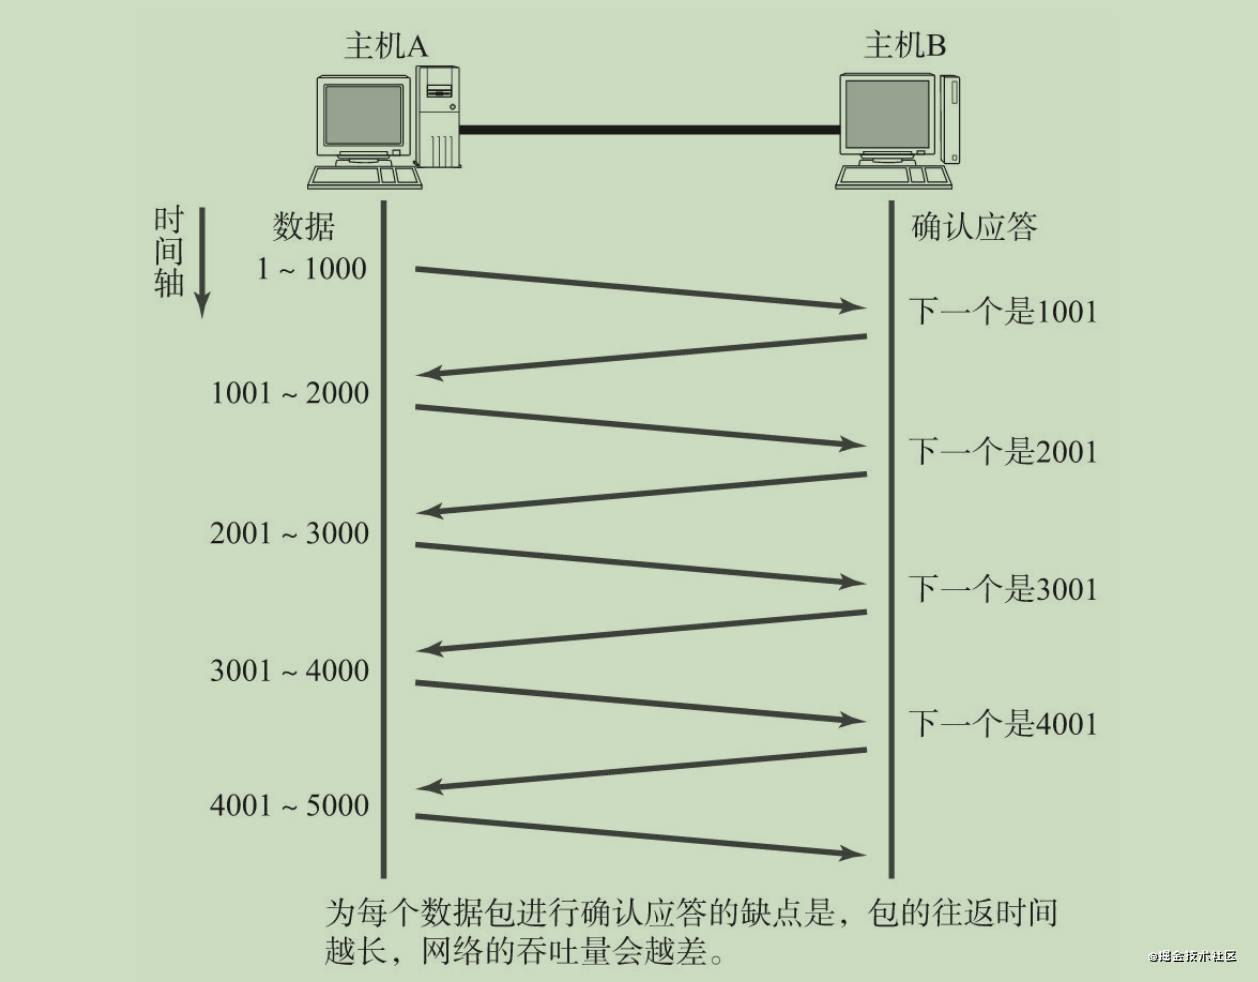 主机A
主机B
时间轴
数据
确认应答
1 ~ 1000
下一个是1001
1001 ~ 2000
下一个是2001
2001 ~ 3000
下一个是3001
3001 ~ 4000
下一个是4001
4001 ~ 5000
为每个数据包进行确认应答的缺点是，包的往返时间
越长，网络的吞吐量会越差。
@掘金技术社区